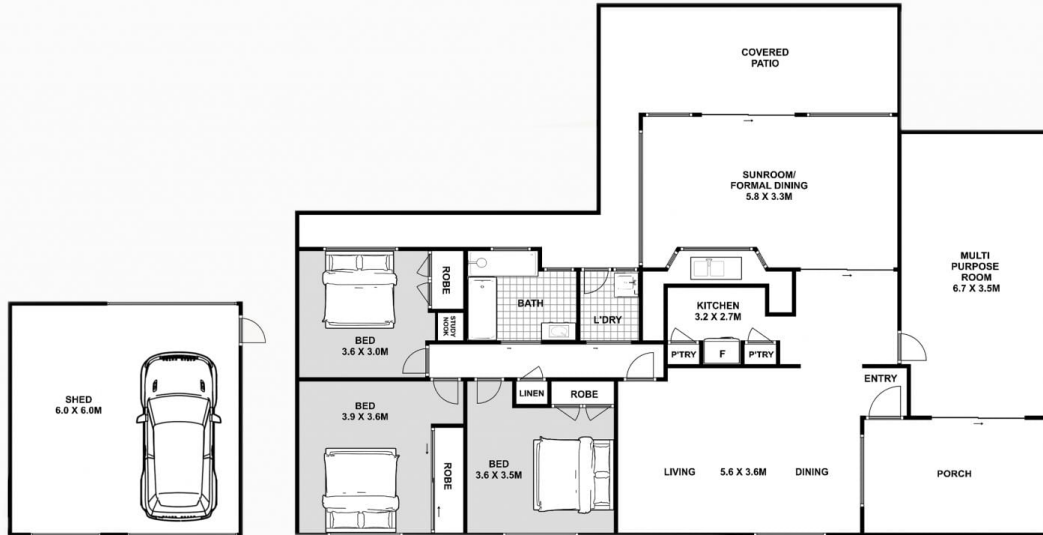 COVERED
PATIO
SUNROOM/
FORMAL DINING
5.8 X 3.3M
MULTI
PURPOSE
ROOM
6.7 X 3.5M
ROBE
BATH
L'DRY
STUDY
NOOK
KITCHEN
3.2 X 2.7M
BED
3.6 X 3.0M
P'TRY
F
P'TRY
ENTRY
SHED
6.0 X 6.0M
LINEN
ROBE
BED
3.9 X 3.6M
ROBE
BED
3.6 X 3.5M
LIVING 5.6 X 3.6M DINING
PORCH